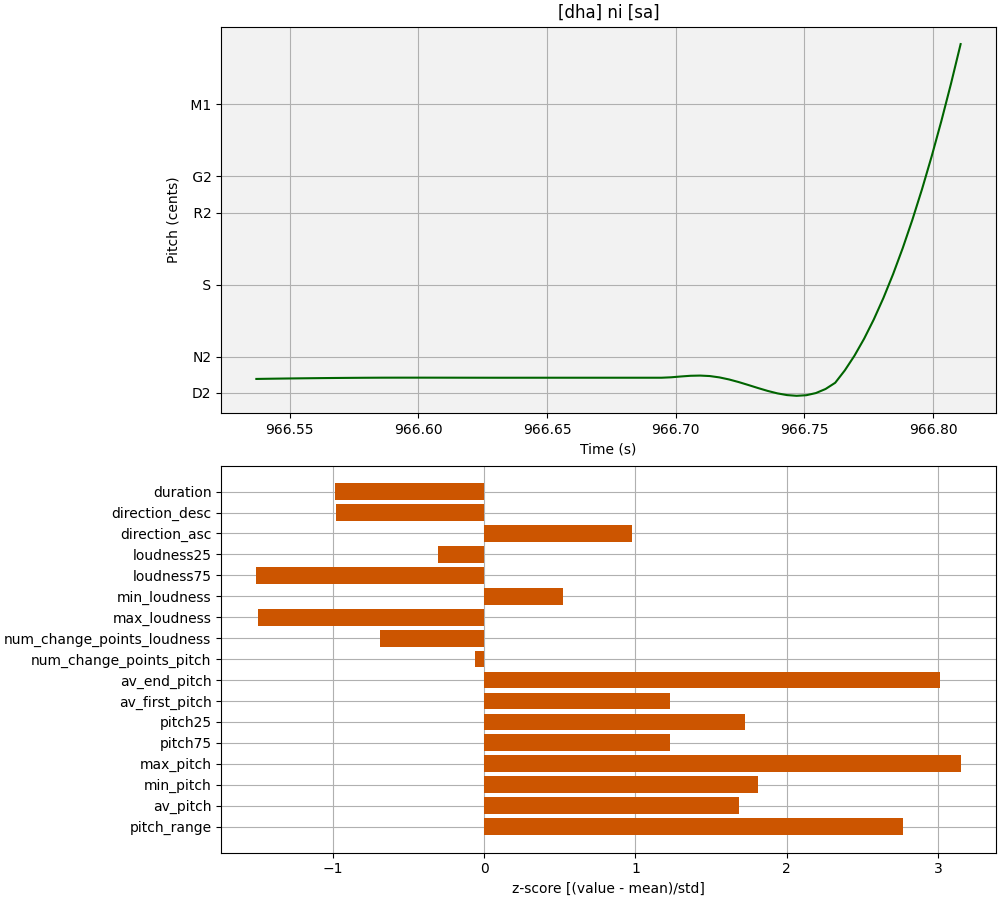 [dha] ni [sa]
M1
G2
R2
S
N2
D2
Pitch (cents)
966.55 966.60 966.65 966.70 966.75 966.80
Time (s)
duration
direction_desc
direction_asc
loudness25
loudness75
min_loudness
max_loudness
num_change_points_loudness
num_change_points_pitch
av_end_pitch
av_first_pitch
pitch25
pitch75
max_pitch
min_pitch
av_pitch
pitch_range
−1 0 1 2 3
z-score [(value - mean)/std]